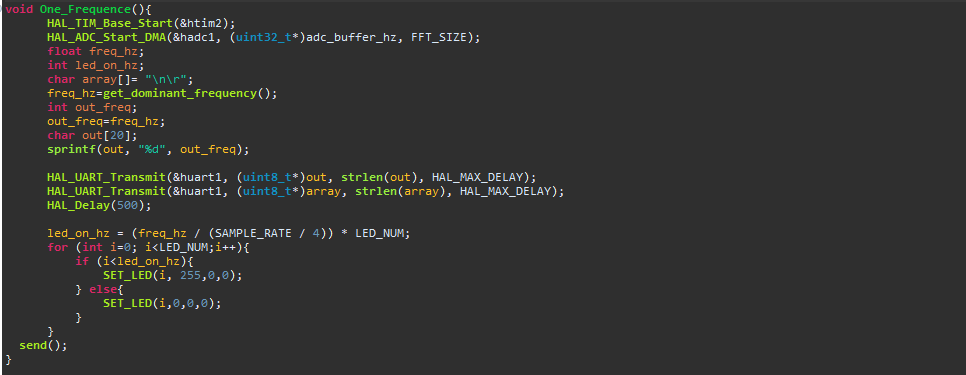 void One_Frequence(){
HAL_TIM_Base_Start(&htim2);
HAL_ADC_Start_DMA(&hadc1, (uint32_t*)adc_buffer_hz, FFT_SIZE);
float freq_hz;
int led_on_hz;
char array[]= "\n\r";
freq_hz=get_dominant_frequency();
int out_freq;
out_freq=freq_hz;
char out[20];
sprintf(out, "%d", out_freq);
HAL_UART_Transmit(&huart1, (uint8_t*)out, strlen(out), HAL_MAX_DELAY);
HAL_UART_Transmit(&huart1, (uint8_t*)array, strlen(array), HAL_MAX_DELAY);
HAL_Delay(500);
led_on_hz = (freq_hz / (SAMPLE_RATE / 4)) * LED_NUM;
for (int i=0; i<LED_NUM;i++){
if (i<led_on_hz){
SET_LED(i, 255,0,0);
} else{
SET_LED(i,0,0,0);
}
}
send();
}